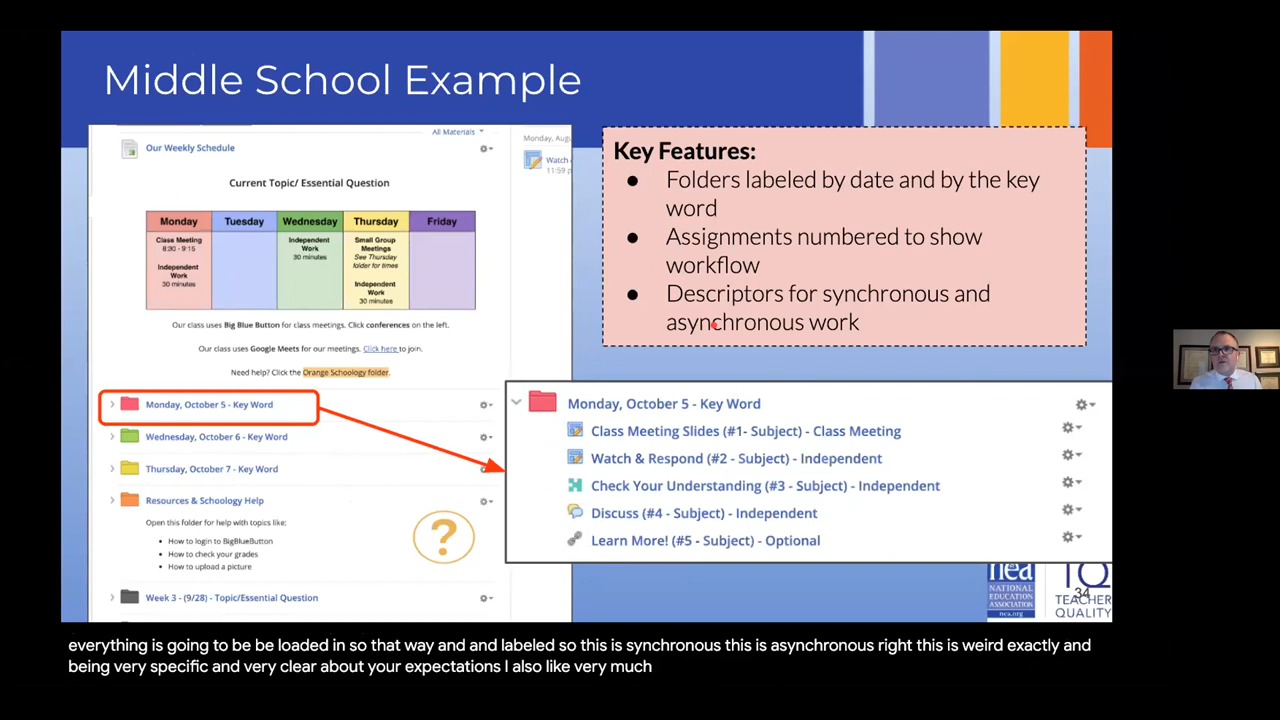 Middle School Example
All Materials
Our Weekly Schedule
Current Topic/ Essential Question
Monday Tuesday Wednesday Thursday Friday
Class Meeting
8:30 - 9:15
Independent
Work
30 minutes
Independent
Work
30 minutes
Small Group
Meetings
See Thursday
folder for times
Independent
Work
30 minutes
Our class uses Big Blue Button for class meetings. Click conferences on the left.
Our class uses Google Meets for our meetings. Click here to join.
Need help? Click the Orange Schoology folder.
Monday, October 5 - Key Word
Wednesday, October 6 - Key Word
Thursday, October 7 - Key Word
Resources & Schoology Help
Open this folder for help with topics like:
• How to login to BigBlueButton
• How to check your grades
• How to upload a picture
?
Week 3 - (9/28) - Topic/Essential Question
Monday, Aug
Watch
11:59 p
Key Features:
● Folders labeled by date and by the key
word
● Assignments numbered to show
workflow
● Descriptors for synchronous and
asynchronous work
Monday, October 5 - Key Word
Class Meeting Slides (#1- Subject) - Class Meeting
Watch & Respond (#2 - Subject) - Independent
Check Your Understanding (#3 - Subject) - Independent
Discuss (#4 - Subject) - Independent
Learn More! (#5 - Subject) - Optional
nea
NATIONAL
EDUCATION
ASSOCIATION
nea.org
TQ
TEACHER
QUALITY
34
everything is going to be be loaded in so that way and and labeled so this is synchronous this is asynchronous right this is weird exactly and
being very specific and very clear about your expectations I also like very much